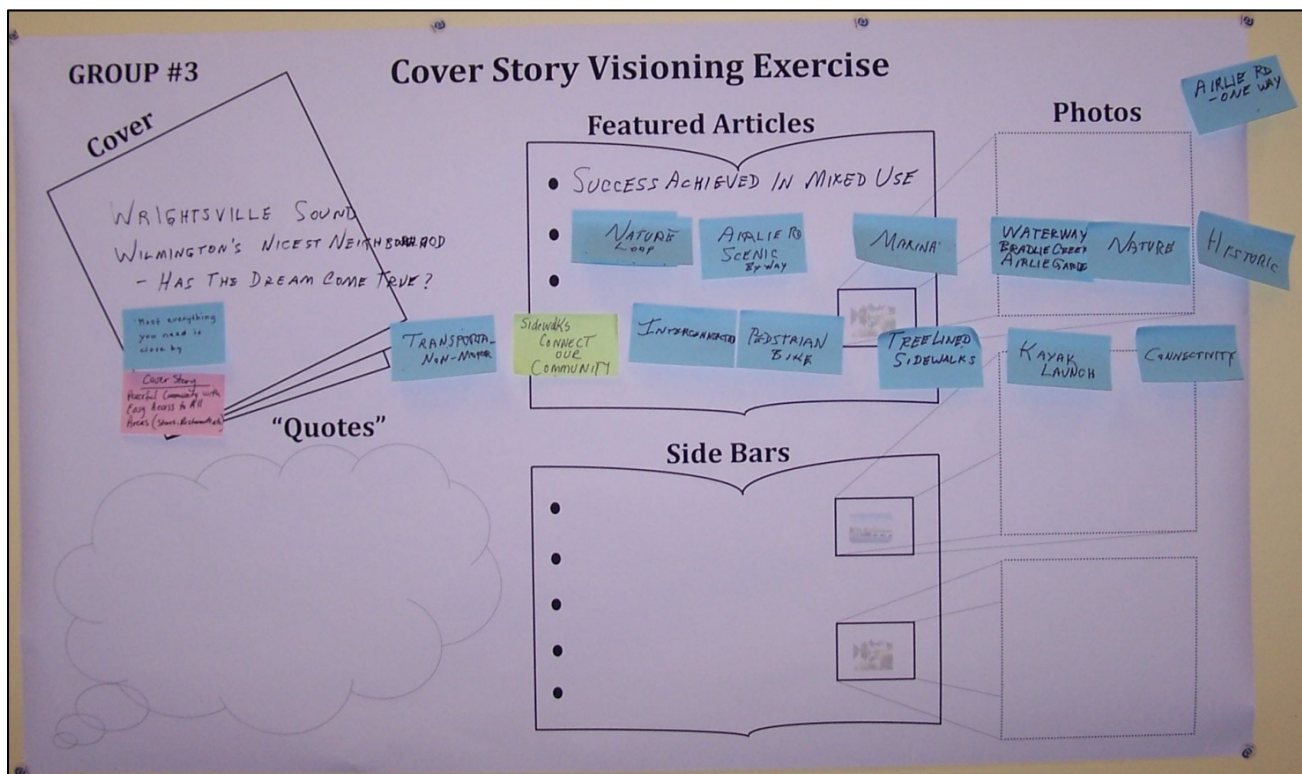 GROUP #3
Cover Story Visioning Exercise
AIRLIE RD
- ONE WAY
Cover
Featured Articles
Photos
WRIGHTSVILLE SOUND
WILMINGTON'S NICEST NEIGHBORHOOD
- HAS THE DREAM COME TRUE?
• SUCCESS ACHIEVED IN MIXED USE
NATURE
LOOP
AIRLIE RD
SCENIC
BYWAY
MARINA
WATERWAY
BRADLIE CREEK
AIRLIE GARDE
NATURE
HISTORIC
Most everything
you need is
close by
Cover Story
Peaceful Community with
Easy Access to All
Areas (Stores, Restaurants)
TRANSPORTA-
NON-MOTOR
Sidewalks
CONNECT
OUR
COMMUNITY
INTERCONNECTED
PEDSTRIAN
BIKE
TREE LINED
SIDEWALKS
KAYAK
LAUNCH
CONNECTIVITY
"Quotes"
Side Bars